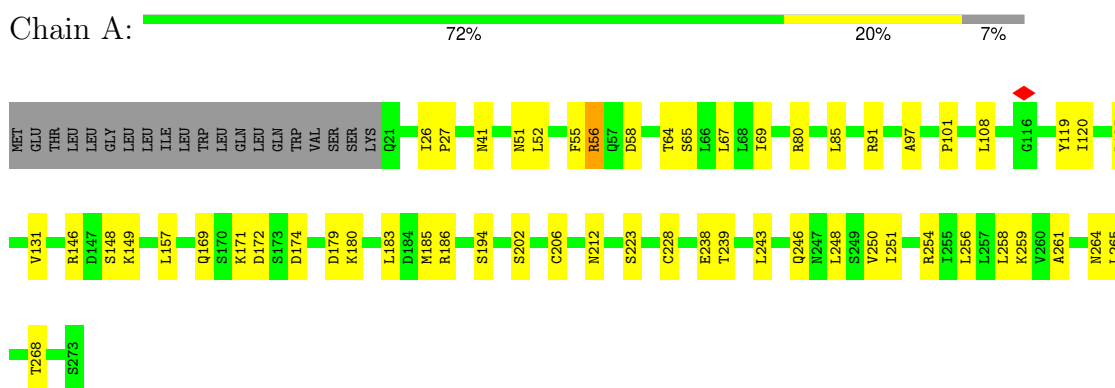 Chain A:
72% 20% 7%
MET GLU THR LEU LEU GLY LEU LEU ILE LEU TRP LEU GLN LEU GLN TRP VAL SER SER LYS Q21 I26 P27 N41 N51 L52 F55 R56 Q57 D58 T64 S65 L66 L67 L68 I69 R80 L85 R91 A97 P101 L108 G116 Y119 I120
V131 R146 D147 S148 K149 L157 Q169 S170 K171 D172 S173 D174 D179 K180 L183 D184 M185 R186 S194 S202 C206 N212 S223 C228 E238 T239 L243 Q246 N247 L248 S249 V250 I251 R254 I255 L256 L257 L258 K259 V260 A261 N264 L265
T268 S273